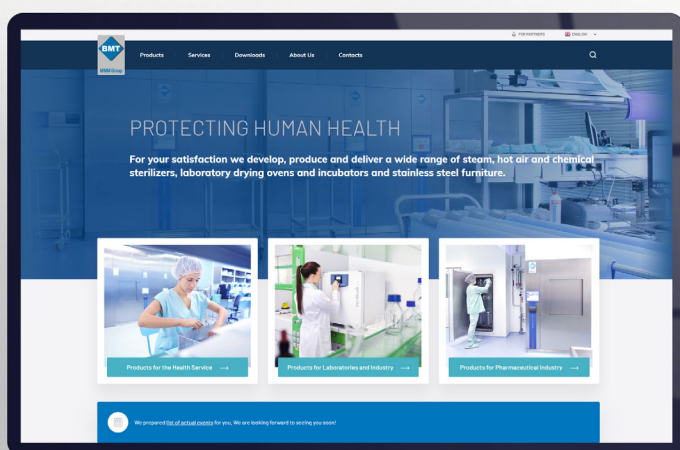 FOR PARTNERS
ENGLISH
BMT
MMM Group
Products
Services
Downloads
About Us
Contacts
PROTECTING HUMAN HEALTH
For your satisfaction we develop, produce and deliver a wide range of steam, hot air and chemical
sterilizers, laboratory drying ovens and incubators and stainless steel furniture.
Products for the Health Service →
Products for Laboratories and Industry →
Products for Pharmaceutical Industry →
We prepared list of actual events for you, We are looking forward to seeing you soon!